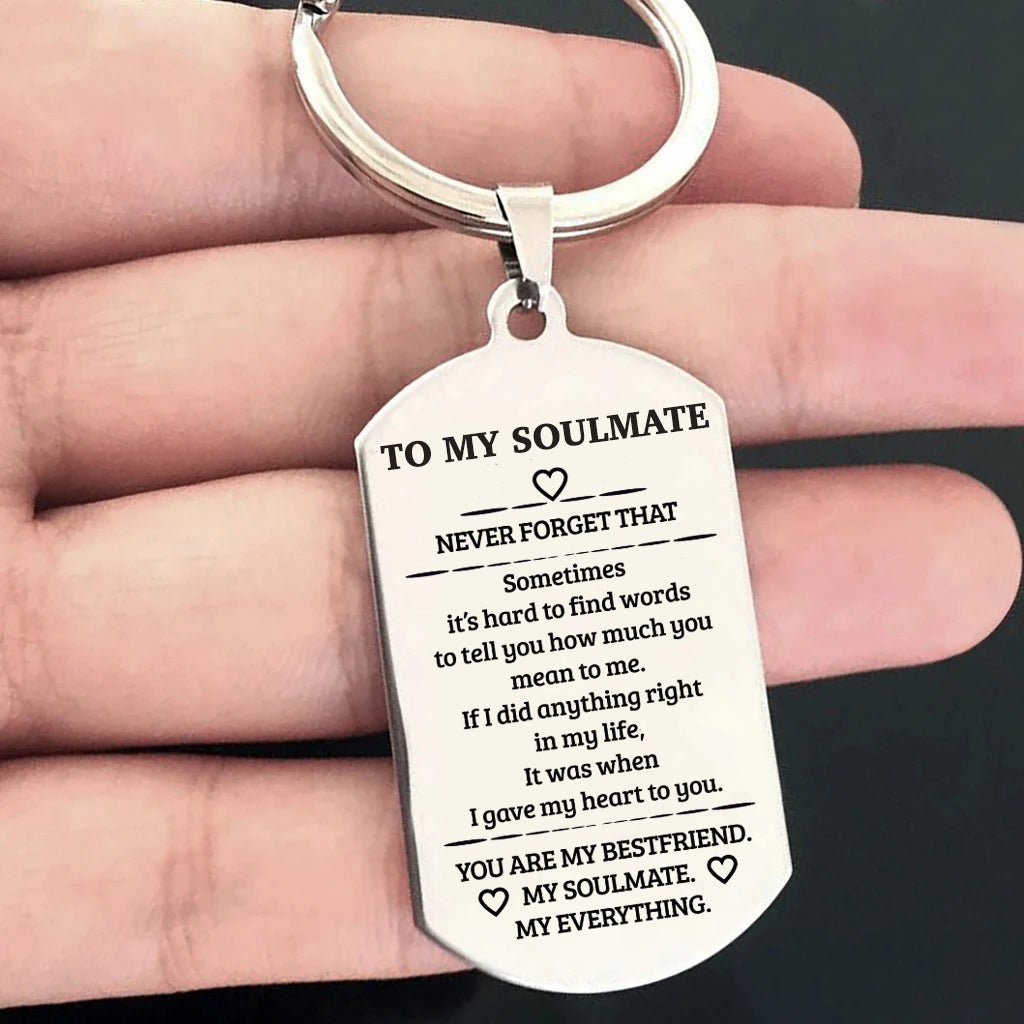 TO MY SOULMATE
NEVER FORGET THAT
Sometimes
it's hard to find words
to tell you how much you
mean to me.
If I did anything right
in my life,
It was when
I gave my heart to you.
YOU ARE MY BESTFRIEND.
MY SOULMATE.
MY EVERYTHING.